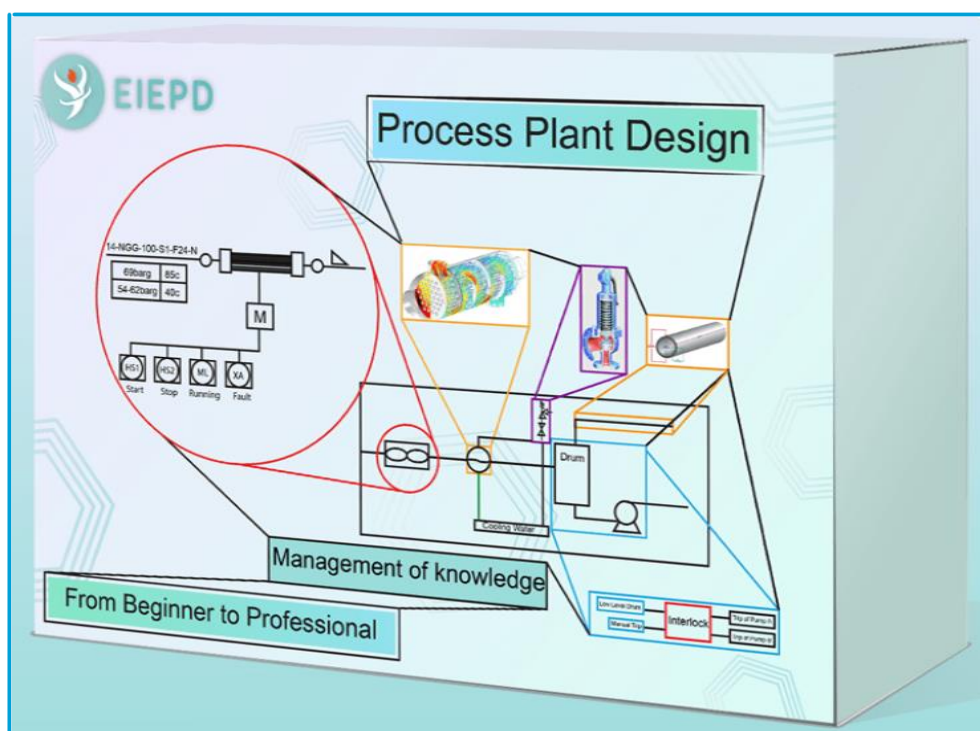 EIEPD
Process Plant Design
14-NGG-100-S1-F24-N
69barg 85c
54-62barg 40c
M
HS1 HS2 ML XA
Start Stop Running Fault
Drum
Cooling Water
Management of knowledge
From Beginner to Professional
Low Level Drum
Manual Trip
Interlock
Trip of Pump A
Trip of Pump B